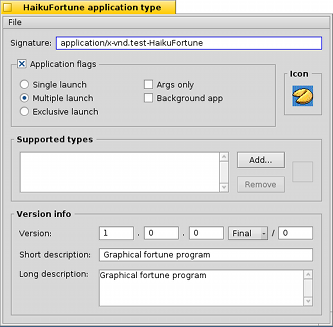 HaikuFortune application type
File
Signature: application/x-vnd.test-HaikuFortune
Application flags
Icon
Single launch Args only
Multiple launch Background app
Exclusive launch
Supported types
Add...
Remove
Version info
Version: 1 . 0 . 0 Final / 0
Short description: Graphical fortune program
Long description: Graphical fortune program